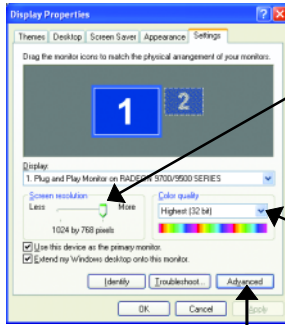 Display Properties
Themes Desktop Screen Saver Appearance Settings
Drag the monitor icons to match the physical arrangement of your monitors.
1 2
Display:
1. Plug and Play Monitor on RADEON 9700/9500 SERIES
Screen resolution Color quality
Less More Highest (32 bit)
1024 by 768 pixels
Use this device as the primary monitor.
Extend my Windows desktop onto this monitor.
Identify Troubleshoot... Advanced
OK Cancel Apply